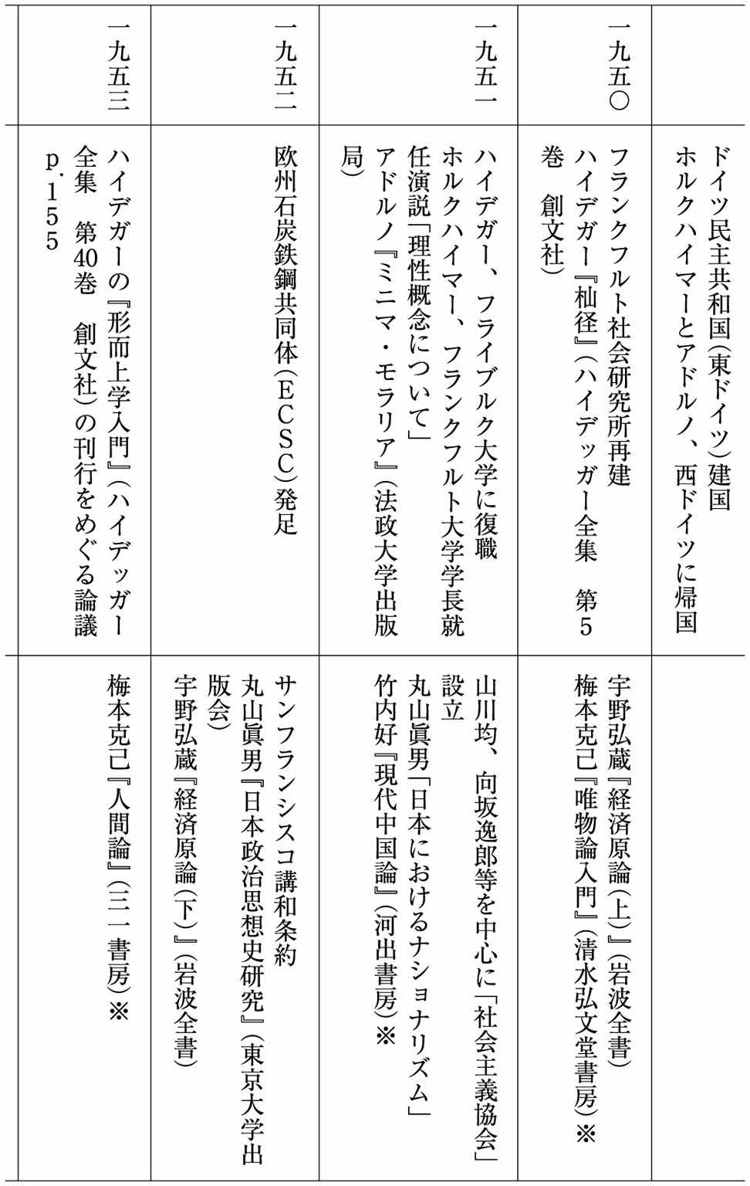 ドイツ民主共和国(東ドイツ)建国
ホルクハイマーとアドルノ、西ドイツに帰国
一九五〇
フランクフルト社会研究所再建
ハイデガー『杣径』(ハイデッガー全集　第5
巻　創文社)
宇野弘蔵『経済原論(上)』(岩波全書)
梅本克己『唯物論入門』(清水弘文堂書房)※
一九五一
ハイデガー、フライブルク大学に復職
ホルクハイマー、フランクフルト大学学長就
任演説「理性概念について」
アドルノ『ミニマ・モラリア』(法政大学出版
局)
山川均、向坂逸郎等を中心に「社会主義協会」
設立
丸山眞男「日本におけるナショナリズム」
竹内好『現代中国論』(河出書房)※
一九五二
欧州石炭鉄鋼共同体(ECSC)発足
サンフランシスコ講和条約
丸山眞男『日本政治思想史研究』(東京大学出
版会)
宇野弘蔵『経済原論(下)』(岩波全書)
一九五三
ハイデガーの『形而上学入門』(ハイデッガー
全集　第40巻　創文社)の刊行をめぐる論議
p.155
梅本克己『人間論』(三一書房)※